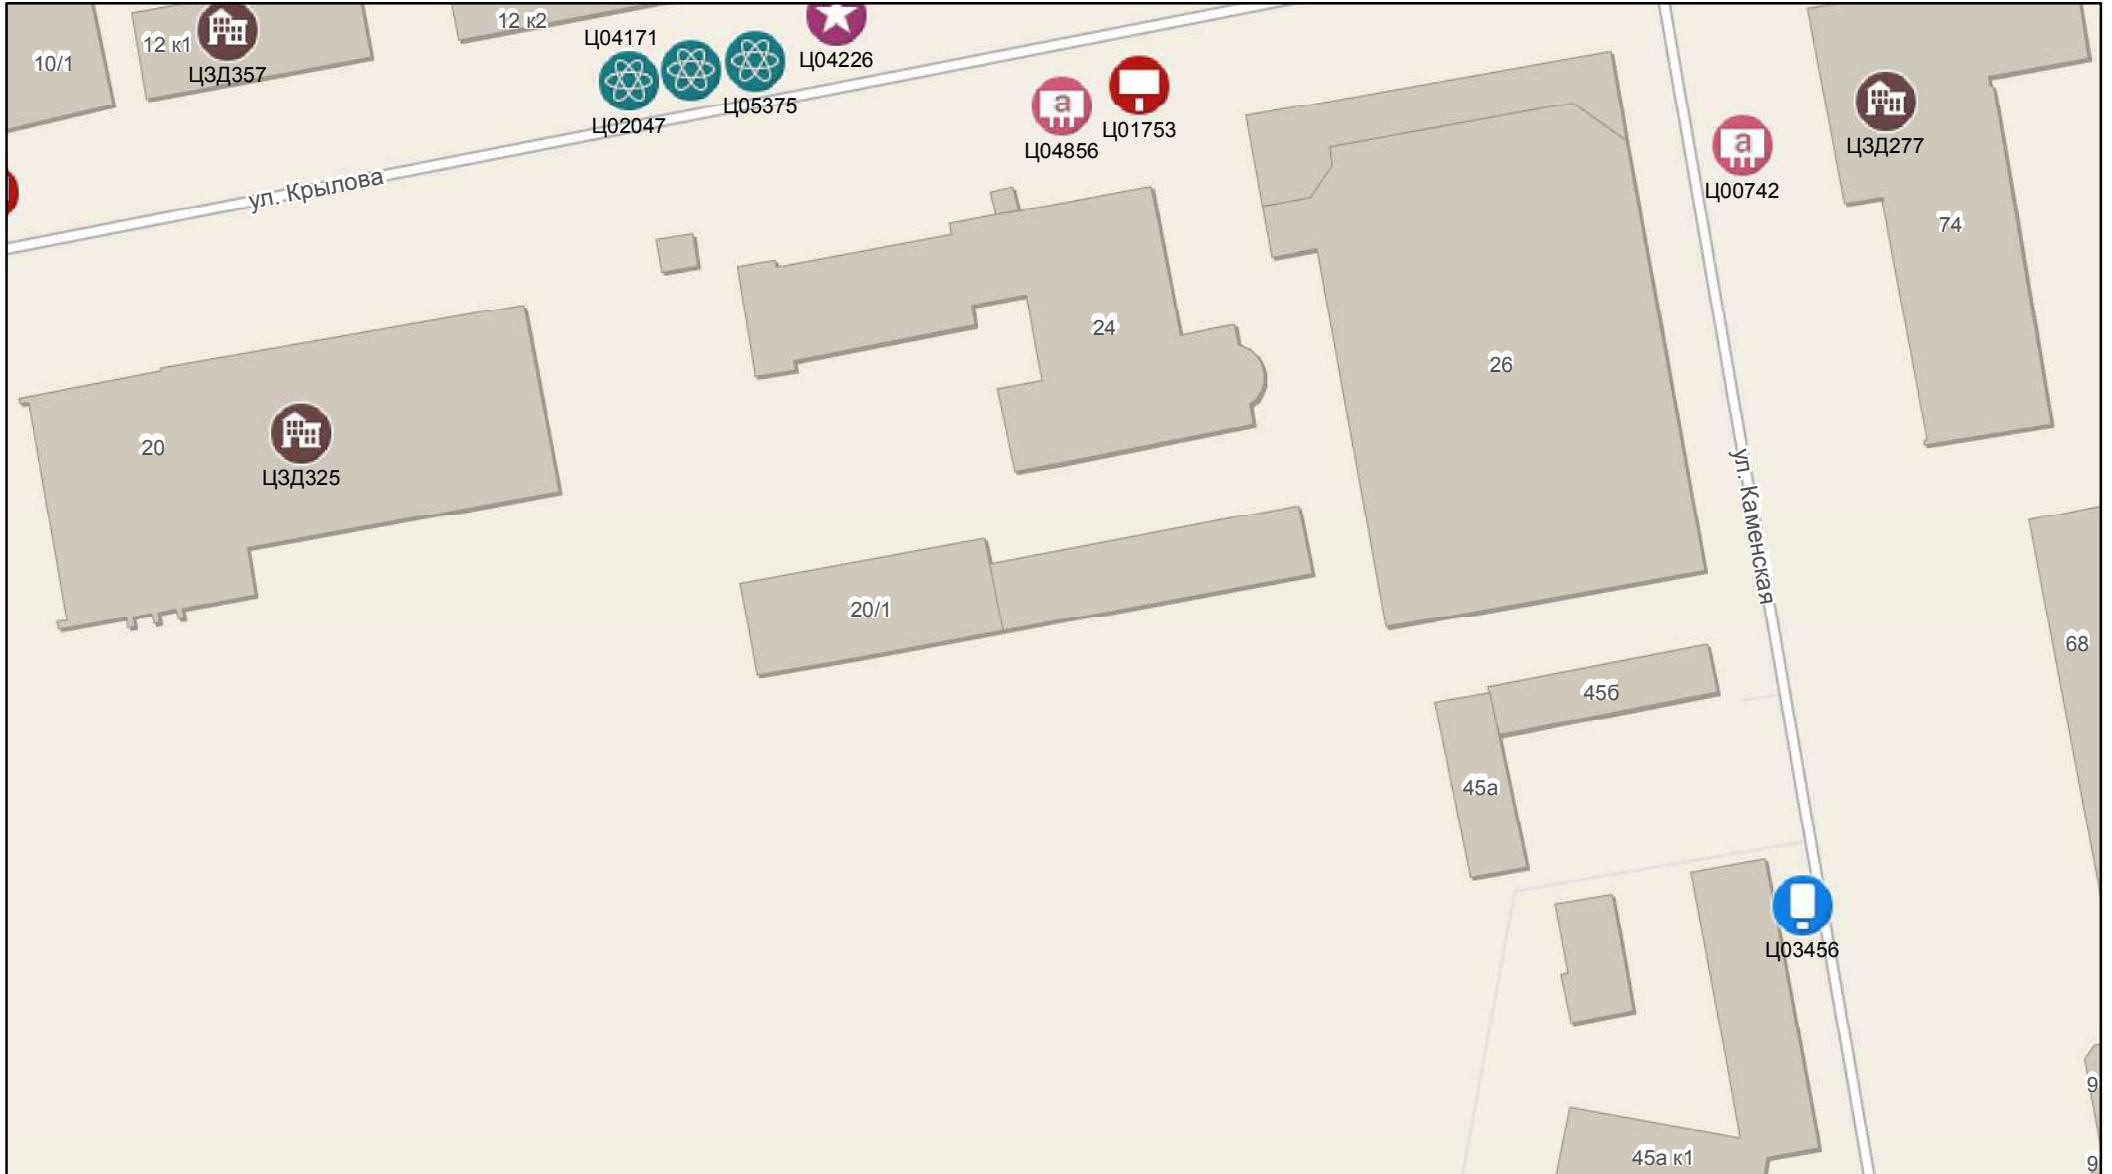 12 к2
12 к1
Ц04171
10/1
ЦЗД357
Ц04226
Ц05375
Ц02047
а
Ц01753
Ц04856
ЦЗД277
а
Ц00742
ул. Крылова
74
24
26
20
ЦЗД325
ул. Каменская
20/1
68
45б
45а
Ц03456
9
45а к1
9